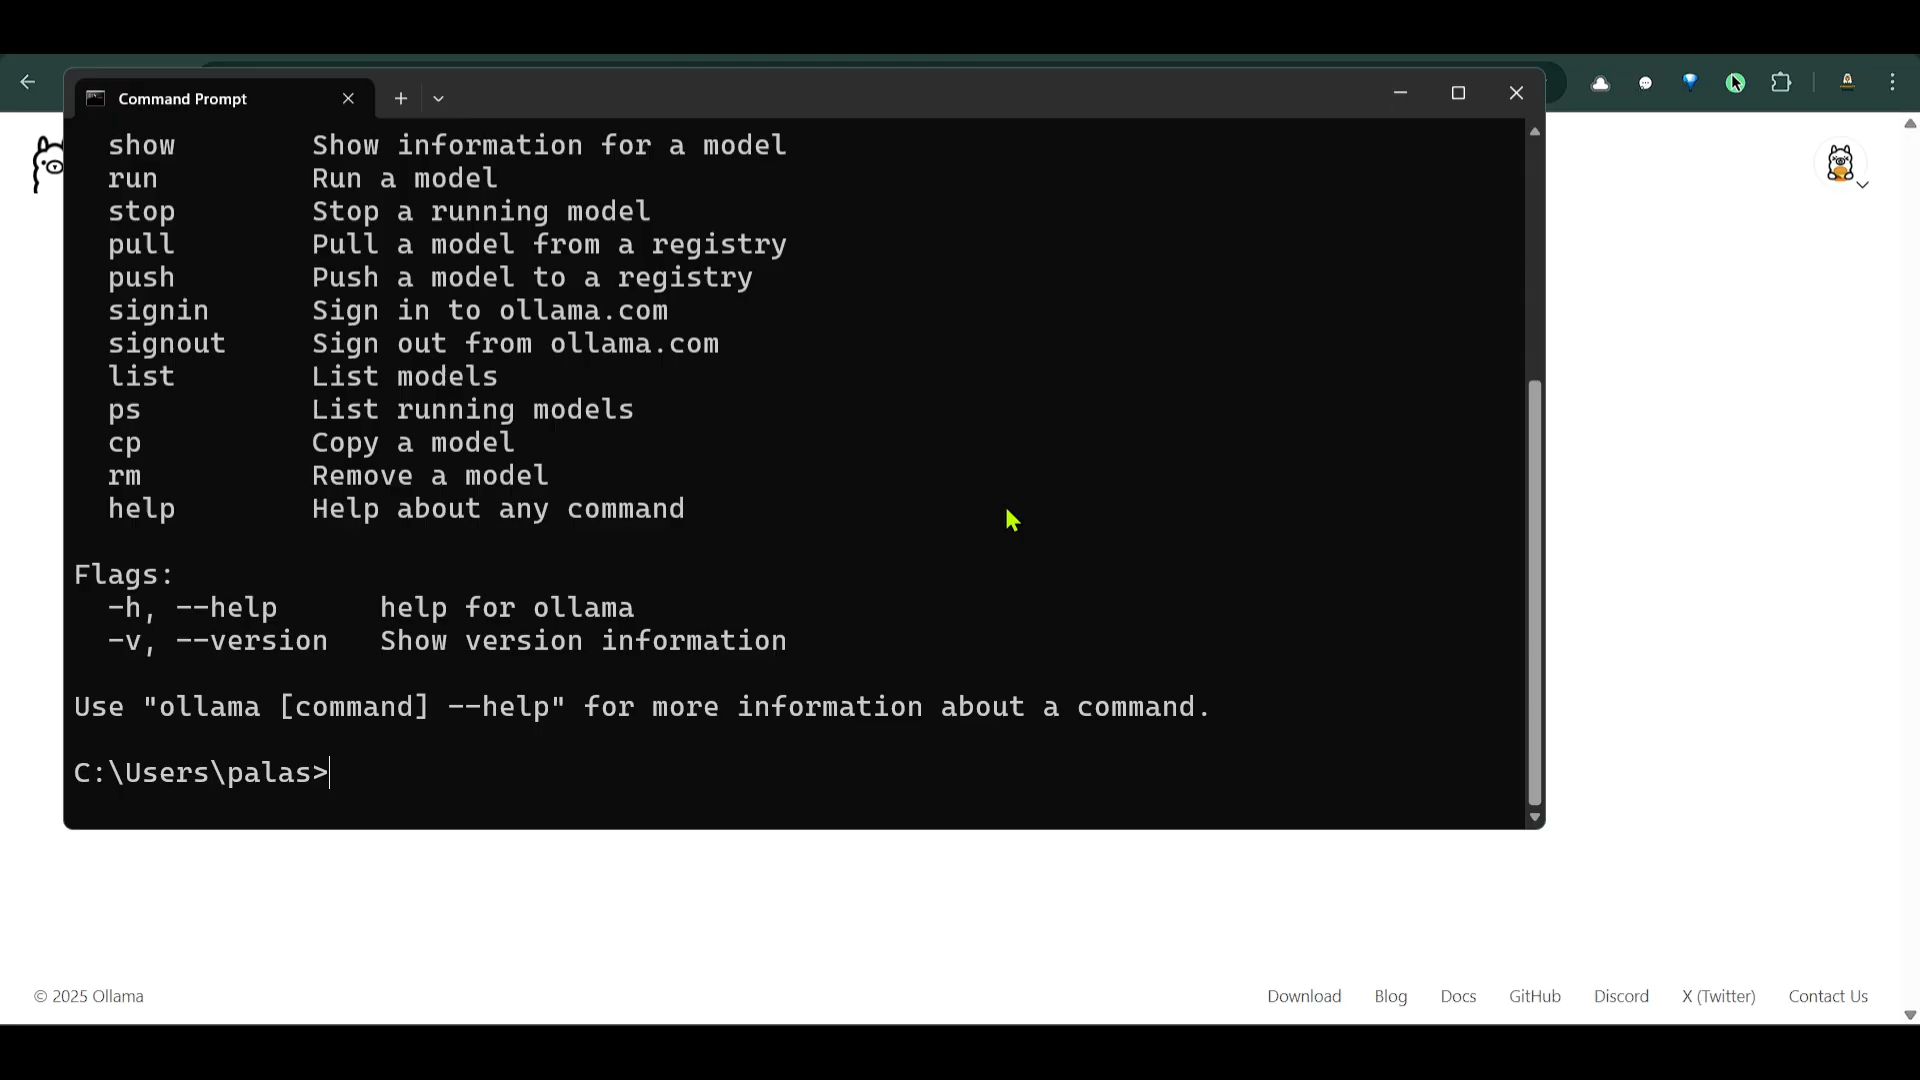 Command Prompt
show Show information for a model
run Run a model
stop Stop a running model
pull Pull a model from a registry
push Push a model to a registry
signin Sign in to ollama.com
signout Sign out from ollama.com
list List models
ps List running models
cp Copy a model
rm Remove a model
help Help about any command
Flags:
-h, --help help for ollama
-v, --version Show version information
Use "ollama [command] --help" for more information about a command.
C:\Users\palas>
© 2025 Ollama Download Blog Docs GitHub Discord X (Twitter) Contact Us